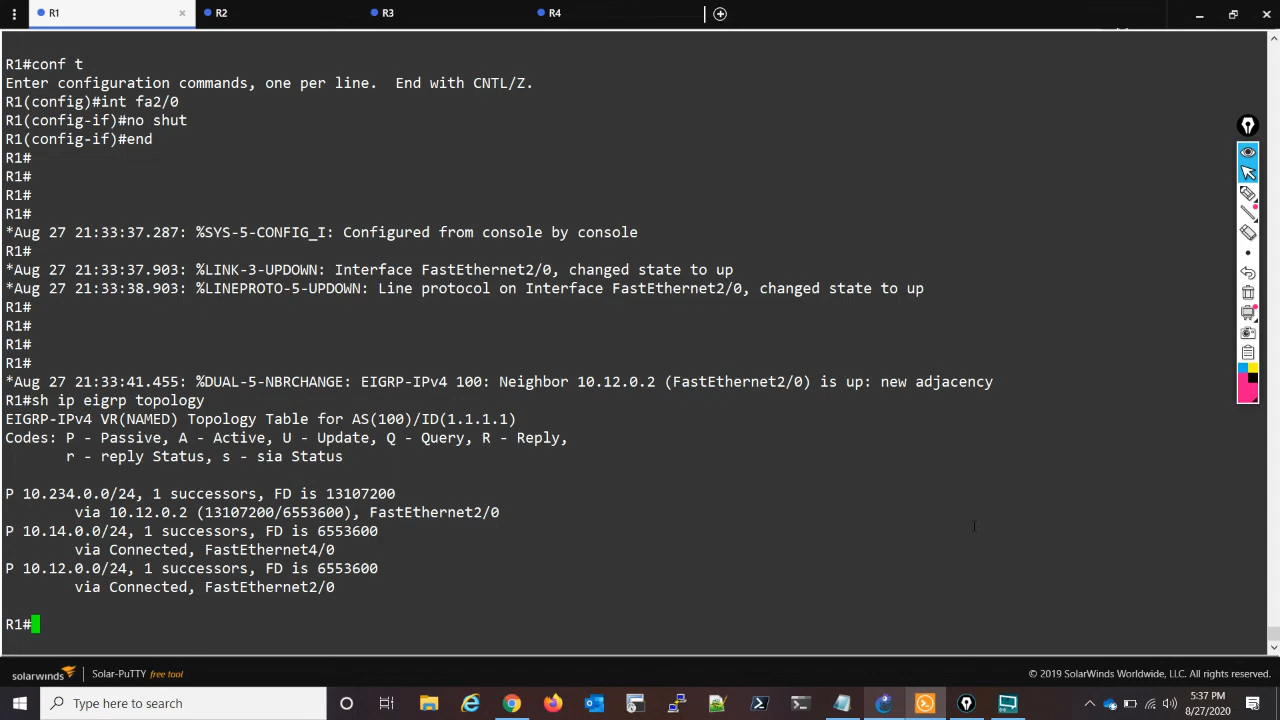 R1
R2
R3
R4
R1#conf t
Enter configuration commands, one per line.  End with CNTL/Z.
R1(config)#int fa2/0
R1(config-if)#no shut
R1(config-if)#end
R1#
R1#
R1#
R1#
*Aug 27 21:33:37.287: %SYS-5-CONFIG_I: Configured from console by console
R1#
*Aug 27 21:33:37.903: %LINK-3-UPDOWN: Interface FastEthernet2/0, changed state to up
*Aug 27 21:33:38.903: %LINEPROTO-5-UPDOWN: Line protocol on Interface FastEthernet2/0, changed state to up
R1#
R1#
R1#
R1#
*Aug 27 21:33:41.455: %DUAL-5-NBRCHANGE: EIGRP-IPv4 100: Neighbor 10.12.0.2 (FastEthernet2/0) is up: new adjacency
R1#sh ip eigrp topology
EIGRP-IPv4 VR(NAMED) Topology Table for AS(100)/ID(1.1.1.1)
Codes: P - Passive, A - Active, U - Update, Q - Query, R - Reply,
       r - reply Status, s - sia Status
P 10.234.0.0/24, 1 successors, FD is 13107200
        via 10.12.0.2 (13107200/6553600), FastEthernet2/0
P 10.14.0.0/24, 1 successors, FD is 6553600
        via Connected, FastEthernet4/0
P 10.12.0.0/24, 1 successors, FD is 6553600
        via Connected, FastEthernet2/0
R1#
solarwinds
Solar-PuTTY free tool
© 2019 SolarWinds Worldwide, LLC. All rights reserved.
Type here to search
5:37 PM
8/27/2020